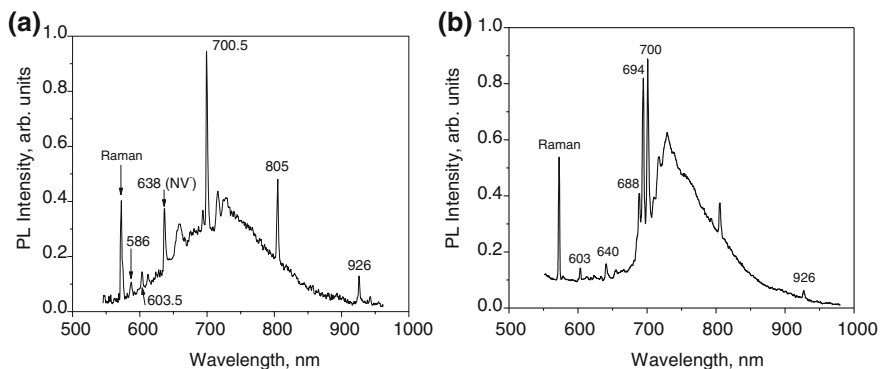 (a)
PL Intensity, arb. units
1.0
0.8
0.6
0.4
0.2
0.0
700.5
Raman
638 (NV-)
805
586
926
603.5
500 600 700 800 900 1000
Wavelength, nm
(b)
PL Intensity, arb. units
1.0
0.8
0.6
0.4
0.2
0.0
700
694
Raman
688
603
640
926
500 600 700 800 900 1000
Wavelength, nm